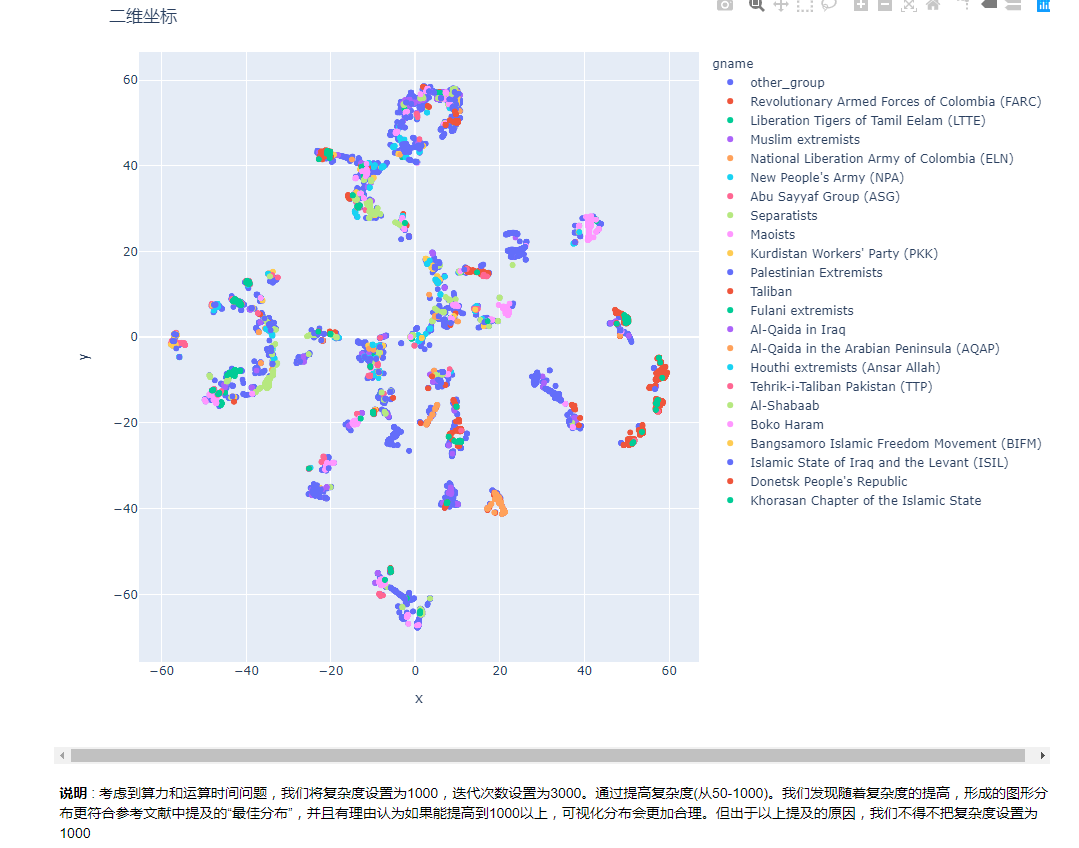 二维坐标
gname
60
40
20
0
−20
−40
−60
y
−60
−40
−20
0
20
40
60
x
other_group
Revolutionary Armed Forces of Colombia (FARC)
Liberation Tigers of Tamil Eelam (LTTE)
Muslim extremists
National Liberation Army of Colombia (ELN)
New People's Army (NPA)
Abu Sayyaf Group (ASG)
Separatists
Maoists
Kurdistan Workers' Party (PKK)
Palestinian Extremists
Taliban
Fulani extremists
Al-Qaida in Iraq
Al-Qaida in the Arabian Peninsula (AQAP)
Houthi extremists (Ansar Allah)
Tehrik-i-Taliban Pakistan (TTP)
Al-Shabaab
Boko Haram
Bangsamoro Islamic Freedom Movement (BIFM)
Islamic State of Iraq and the Levant (ISIL)
Donetsk People's Republic
Khorasan Chapter of the Islamic State
说明：考虑到算力和运算时间问题，我们将复杂度设置为1000，迭代次数设置为3000。通过提高复杂度(从50-1000)。我们发现随着复杂度的提高，形成的图形分
布更符合参考文献中提及的“最佳分布”，并且有理由认为如果能提高到1000以上，可视化分布会更加合理。但出于以上提及的原因，我们不得不把复杂度设置为
1000